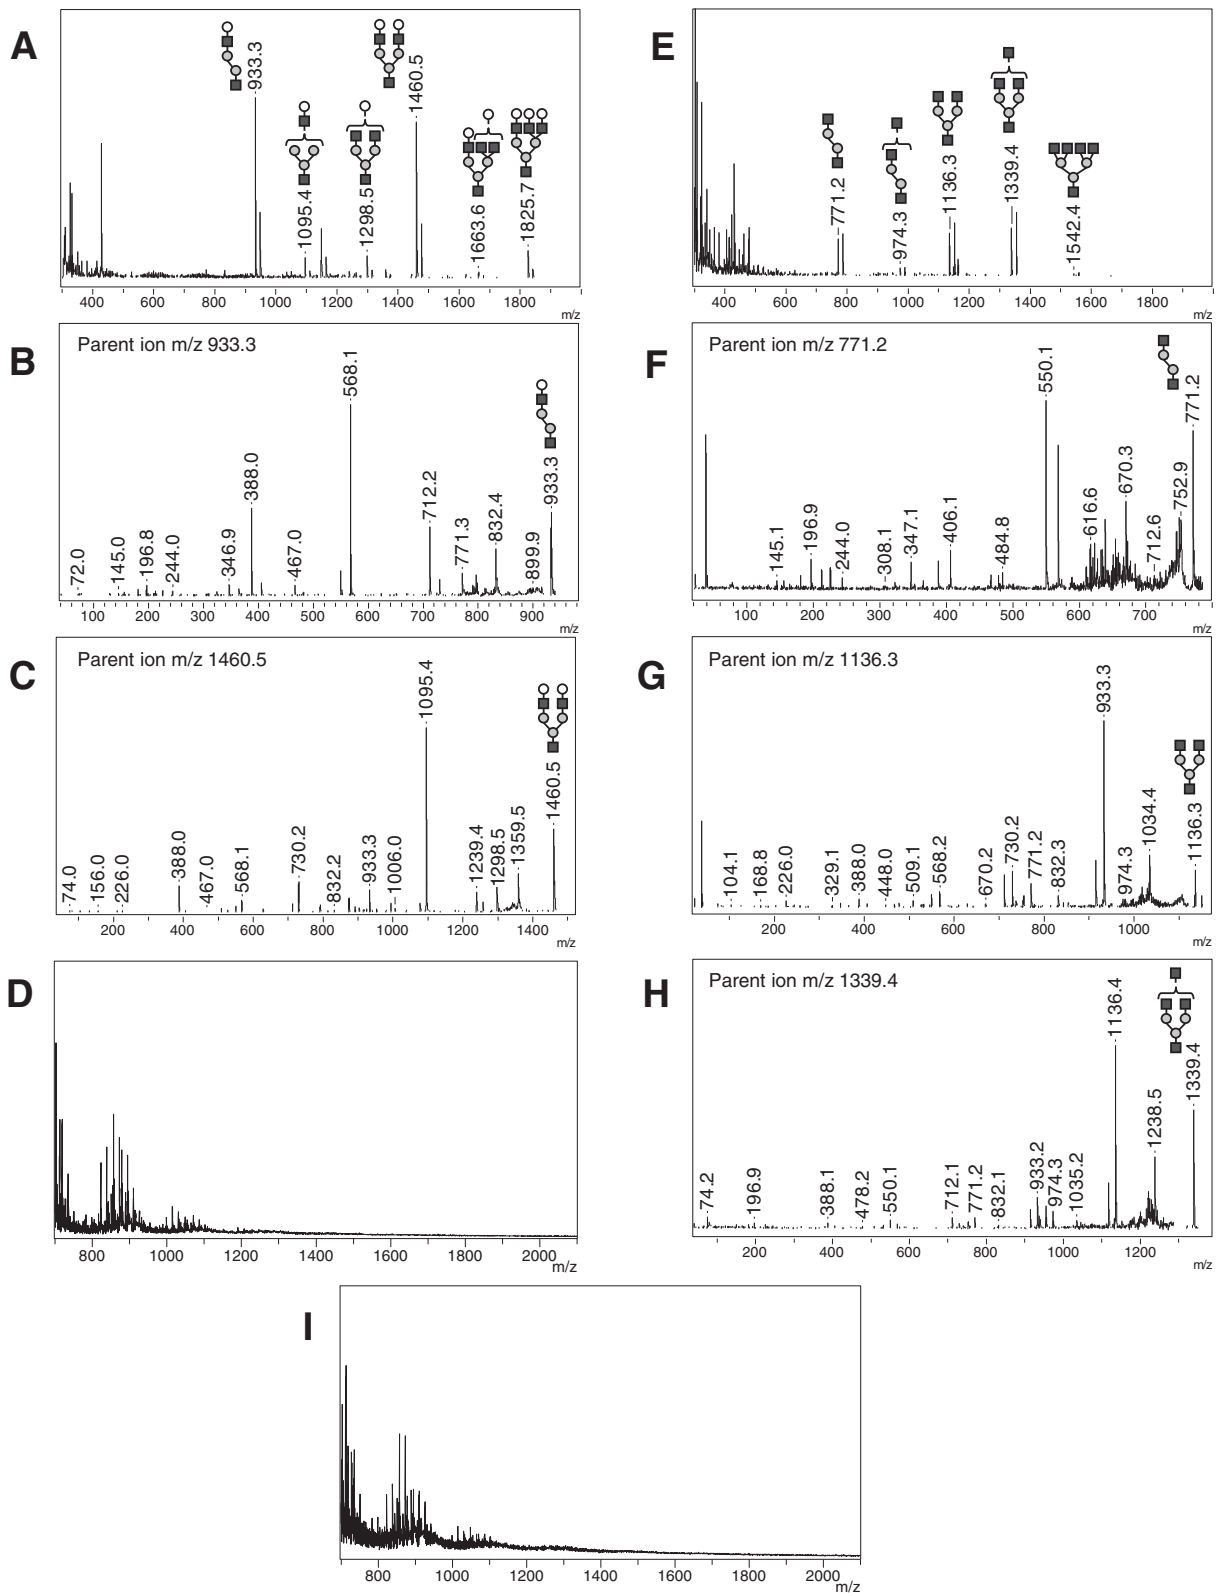 A
933.3
1095.4
1298.5
1460.5
1663.6
1825.7
400 600 800 1000 1200 1400 1600 1800
m/z
E
771.2
974.3
1136.3
1339.4
1542.4
400 600 800 1000 1200 1400 1600 1800
m/z
B
Parent ion m/z 933.3
72.0
145.0
196.8
244.0
346.9
388.0
467.0
568.1
712.2
771.3
832.4
899.9
933.3
100 200 300 400 500 600 700 800 900
m/z
F
Parent ion m/z 771.2
145.1
196.9
244.0
308.1
347.1
406.1
484.8
550.1
616.6
670.3
712.6
752.9
771.2
100 200 300 400 500 600 700
m/z
C
Parent ion m/z 1460.5
74.0
156.0
226.0
388.0
467.0
568.1
730.2
832.2
933.3
1006.0
1095.4
1239.4
1298.5
1359.5
1460.5
200 400 600 800 1000 1200 1400
m/z
G
Parent ion m/z 1136.3
104.1
168.8
226.0
329.1
388.0
448.0
509.1
568.2
670.2
730.2
771.2
832.3
933.3
974.3
1034.4
1136.3
200 400 600 800 1000
m/z
D
800 1000 1200 1400 1600 1800 2000
m/z
H
Parent ion m/z 1339.4
74.2
196.9
388.1
478.2
550.1
712.1
771.2
832.1
933.2
974.3
1035.2
1136.4
1238.5
1339.4
200 400 600 800 1000 1200
m/z
I
800 1000 1200 1400 1600 1800 2000
m/z